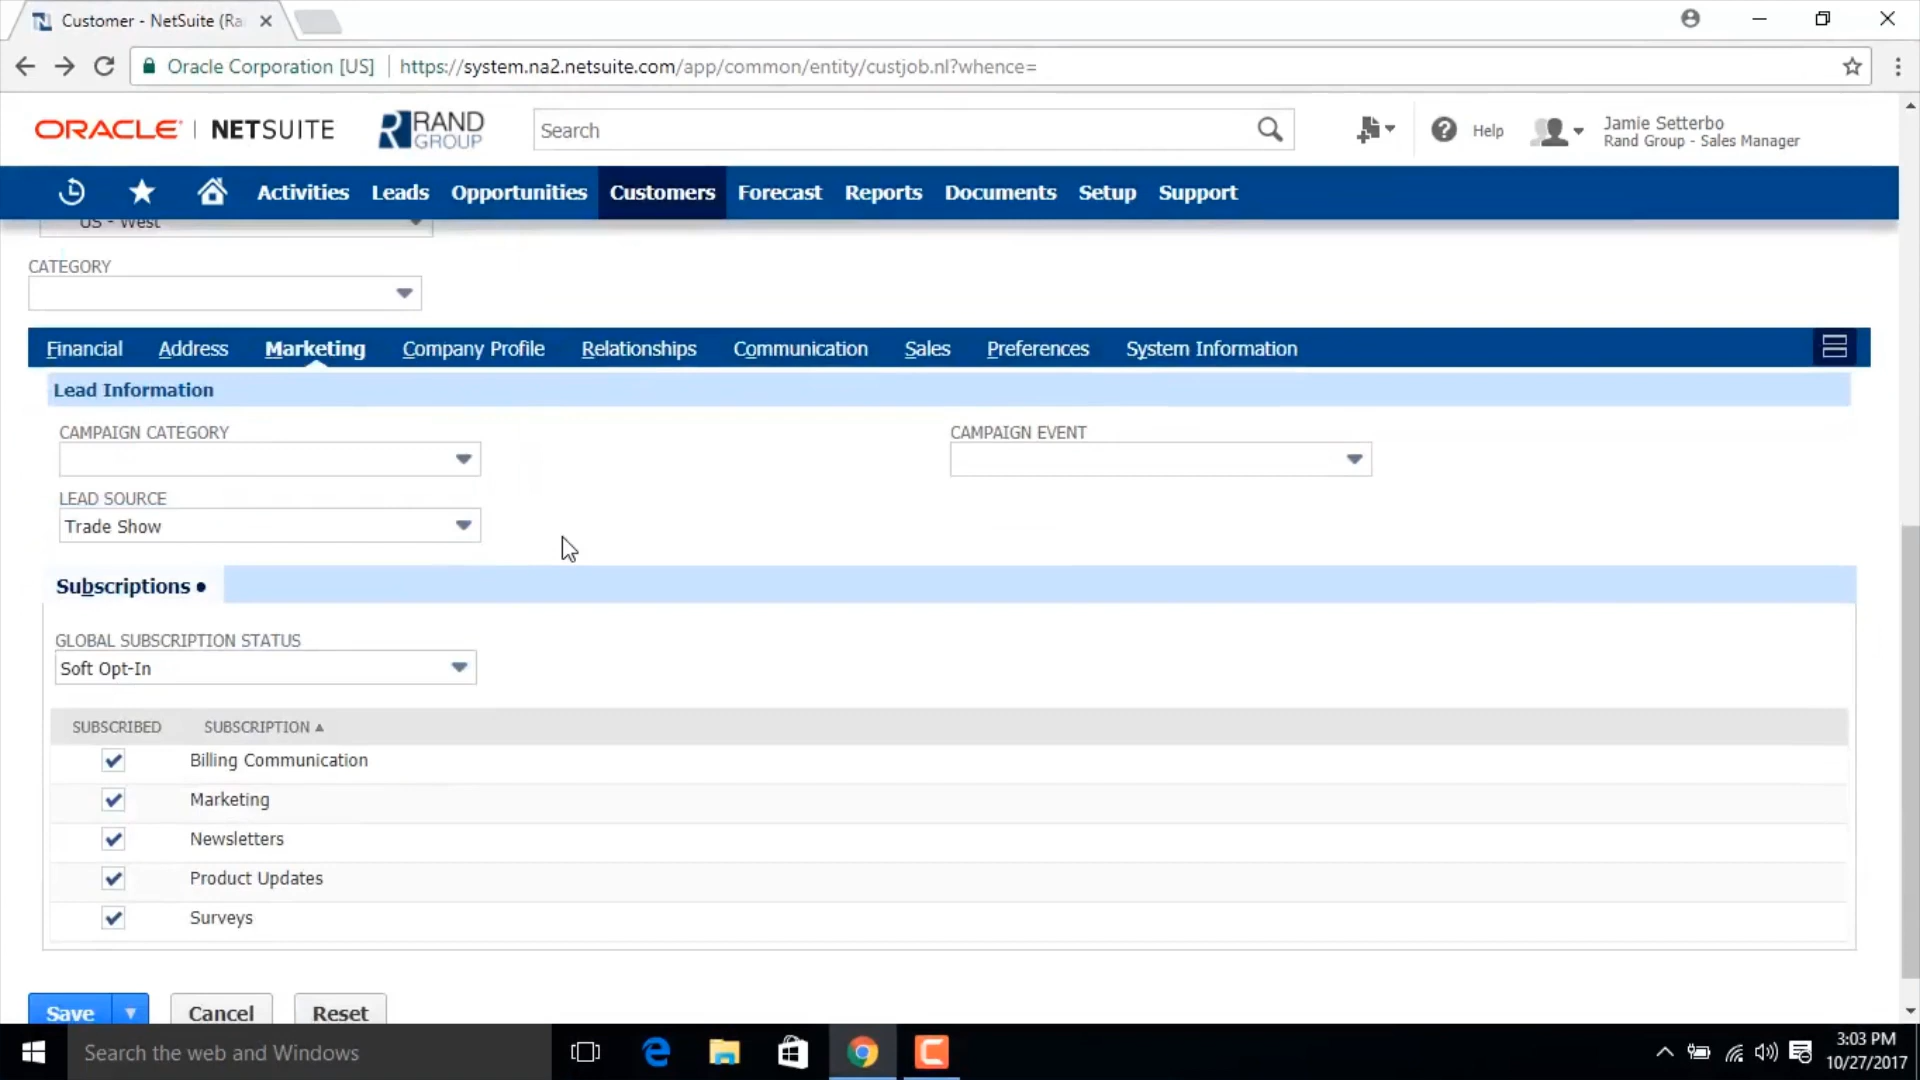 Customer - NetSuite (Ra
Oracle Corporation [US] https://system.na2.netsuite.com/app/common/entity/custjob.nl?whence=
ORACLE | NETSUITE RAND GROUP Search Help Jamie Setterbo
Rand Group - Sales Manager
Activities Leads Opportunities Customers Forecast Reports Documents Setup Support
US - West
CATEGORY
Financial Address Marketing Company Profile Relationships Communication Sales Preferences System Information
Lead Information
CAMPAIGN CATEGORY CAMPAIGN EVENT
LEAD SOURCE
Trade Show
Subscriptions •
GLOBAL SUBSCRIPTION STATUS
Soft Opt-In
SUBSCRIBED SUBSCRIPTION ▲
Billing Communication
Marketing
Newsletters
Product Updates
Surveys
Save Cancel Reset
Search the web and Windows 3:03 PM
10/27/2017